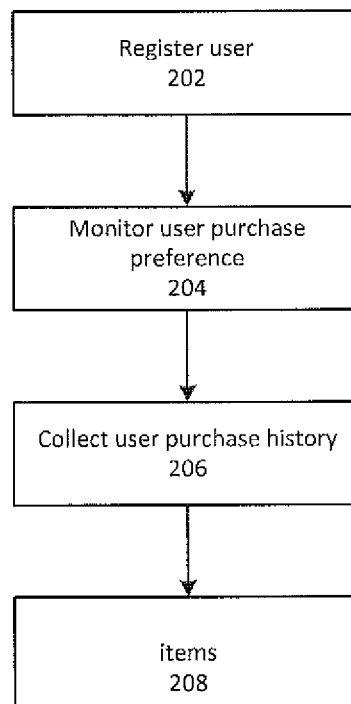 Register user
202
Monitor user purchase
preference
204
Collect user purchase history
206
items
208